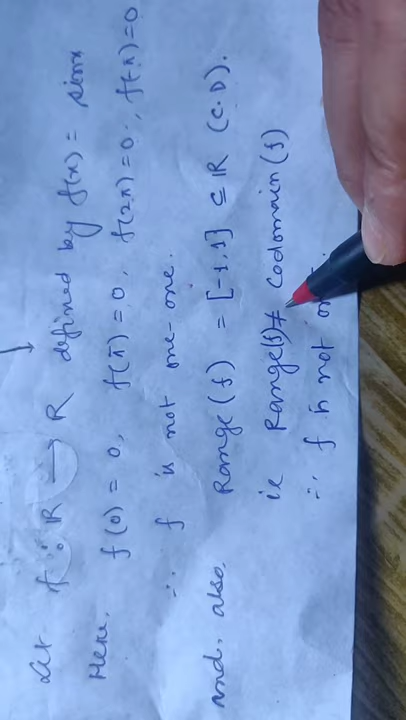 Let f: R → R defined by f(x) = sinx
Here, f(0) = 0, f(π) = 0, f(2π) = 0, f(-π) = 0
∴ f is not one-one.
and, also, Range(f) = [-1,1] ⊆ R (C.D).
ie Range(f) ≠ codomain(f)
∴ f is not